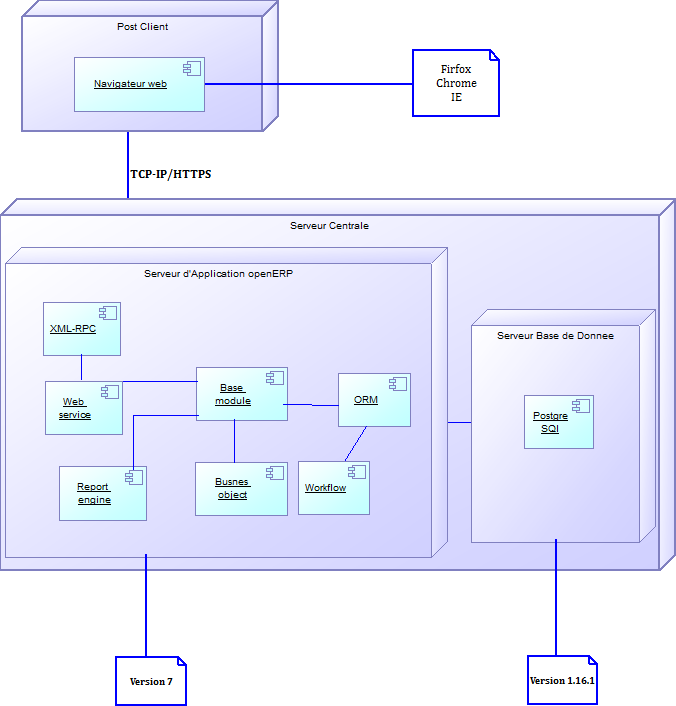 Post Client
Navigateur web
Firfox
Chrome
IE
TCP-IP/HTTPS
Serveur Centrale
Serveur d'Application openERP
XML-RPC
Web
service
Base
module
ORM
Report
engine
Busnes
object
Workflow
Serveur Base de Donnee
Postgre
SQl
Version 7
Version 1.16.1